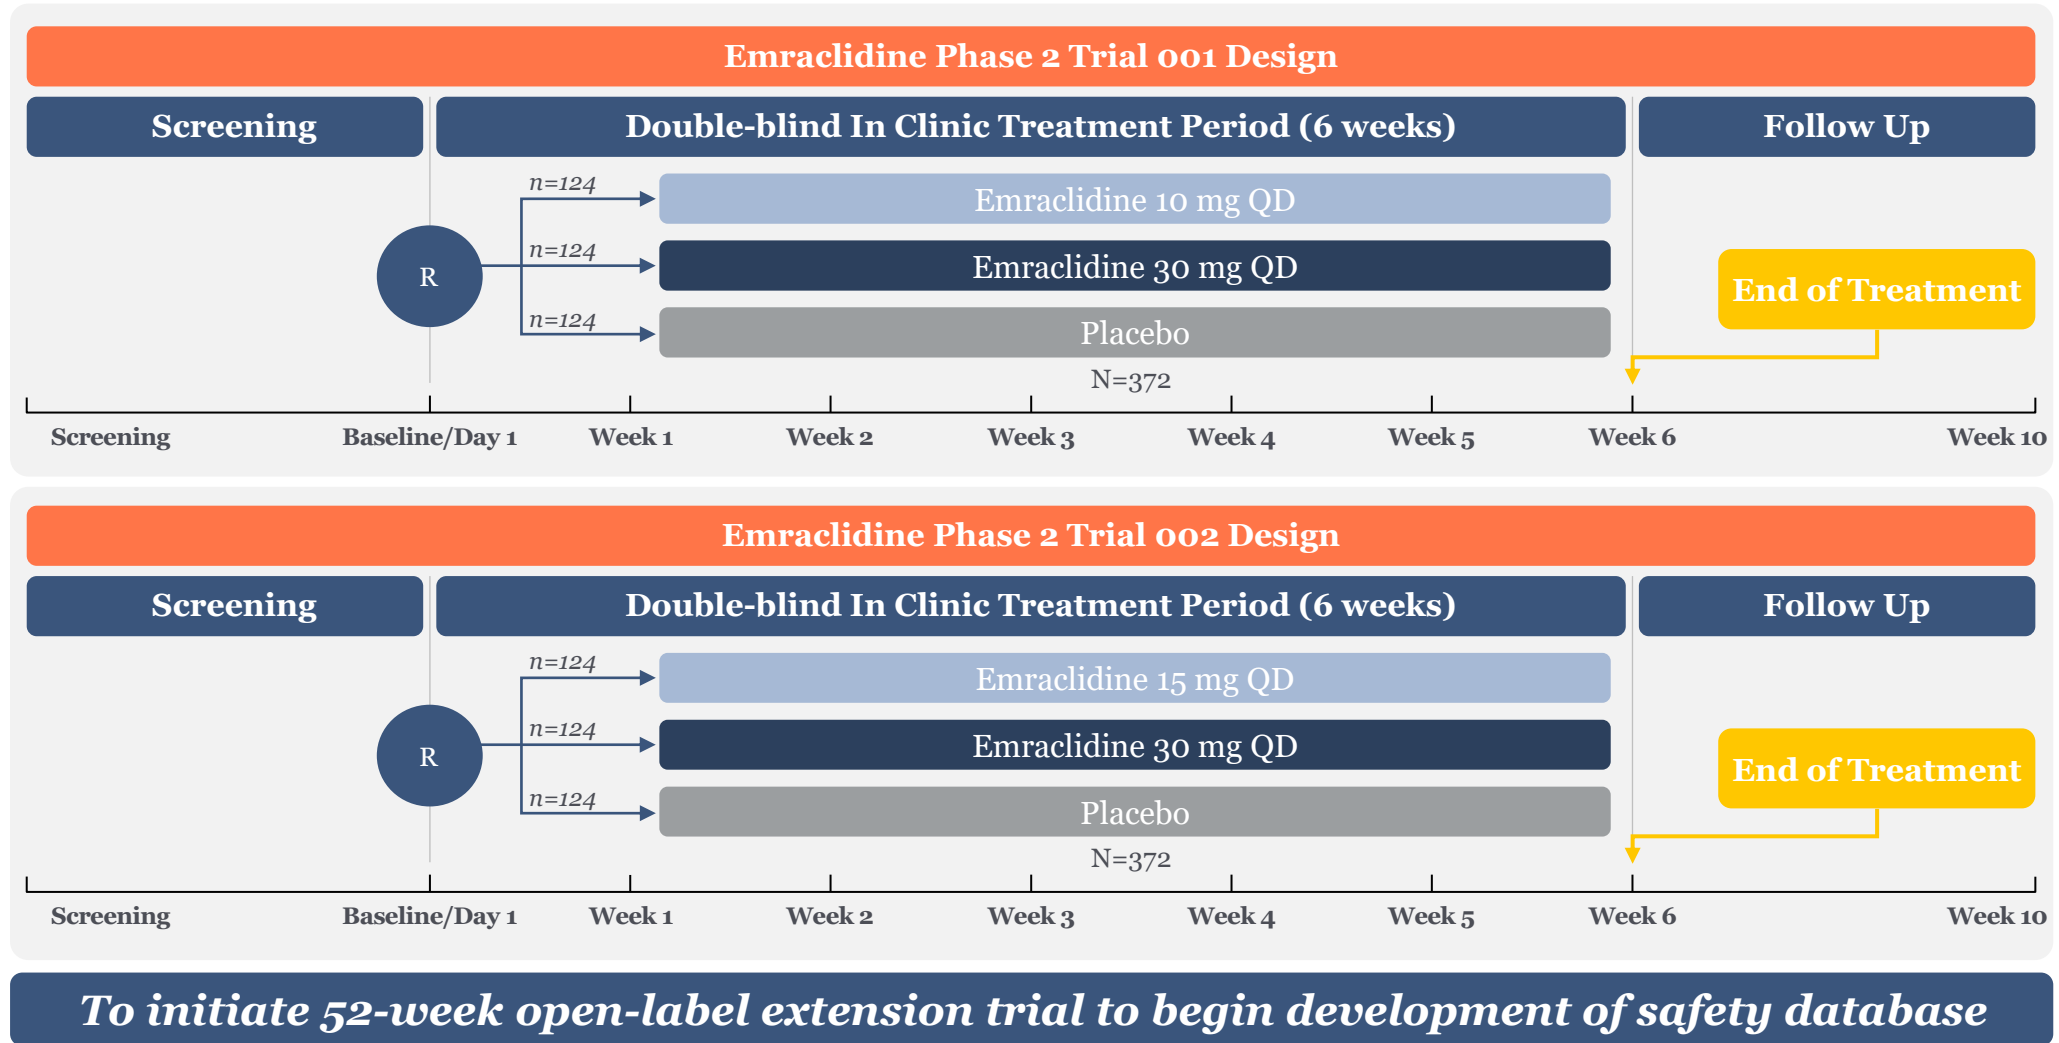 Emraclidine Phase 2 Trial 001 Design
Screening
Double-blind In Clinic Treatment Period (6 weeks)
Follow Up
n=124
Emraclidine 10 mg QD
n=124
Emraclidine 30 mg QD
R
End of Treatment
n=124
Placebo
N=372
Screening
Baseline/Day 1
Week 1
Week 2
Week 3
Week 4
Week 5
Week 6
Week 10
Emraclidine Phase 2 Trial 002 Design
Screening
Double-blind In Clinic Treatment Period (6 weeks)
Follow Up
n=124
Emraclidine 15 mg QD
n=124
Emraclidine 30 mg QD
R
End of Treatment
n=124
Placebo
N=372
Screening
Baseline/Day 1
Week 1
Week 2
Week 3
Week 4
Week 5
Week 6
Week 10
To initiate 52-week open-label extension trial to begin development of safety database